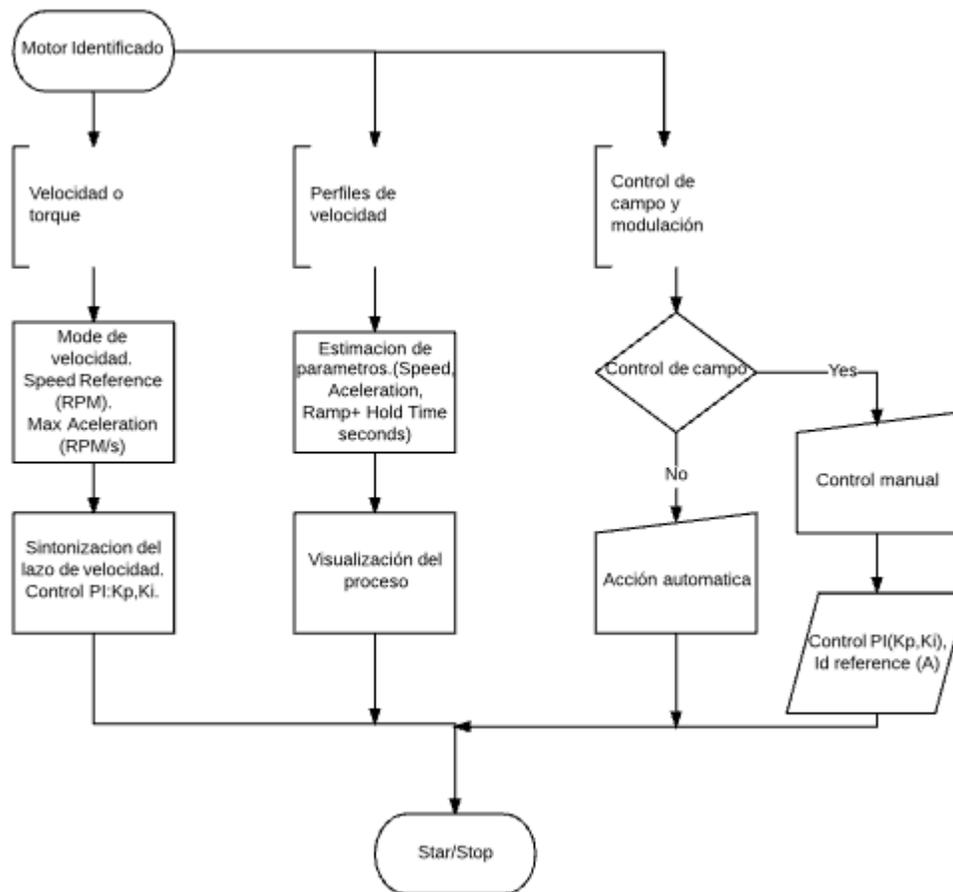 Motor Identificado
Velocidad o
torque
Perfiles de
velocidad
Control de
campo y
modulación
Mode de
velocidad.
Speed Reference
(RPM).
Max Aceleration
(RPM/s)
Estimacion de
parametros.(Speed,
Aceleration,
Ramp+ Hold Time
seconds)
Control de campo
Yes
No
Control manual
Sintonizacion del
lazo de velocidad.
Control PI:Kp,Ki.
Visualización del
proceso
Acción automatica
Control PI(Kp,Ki),
Id reference (A)
Star/Stop